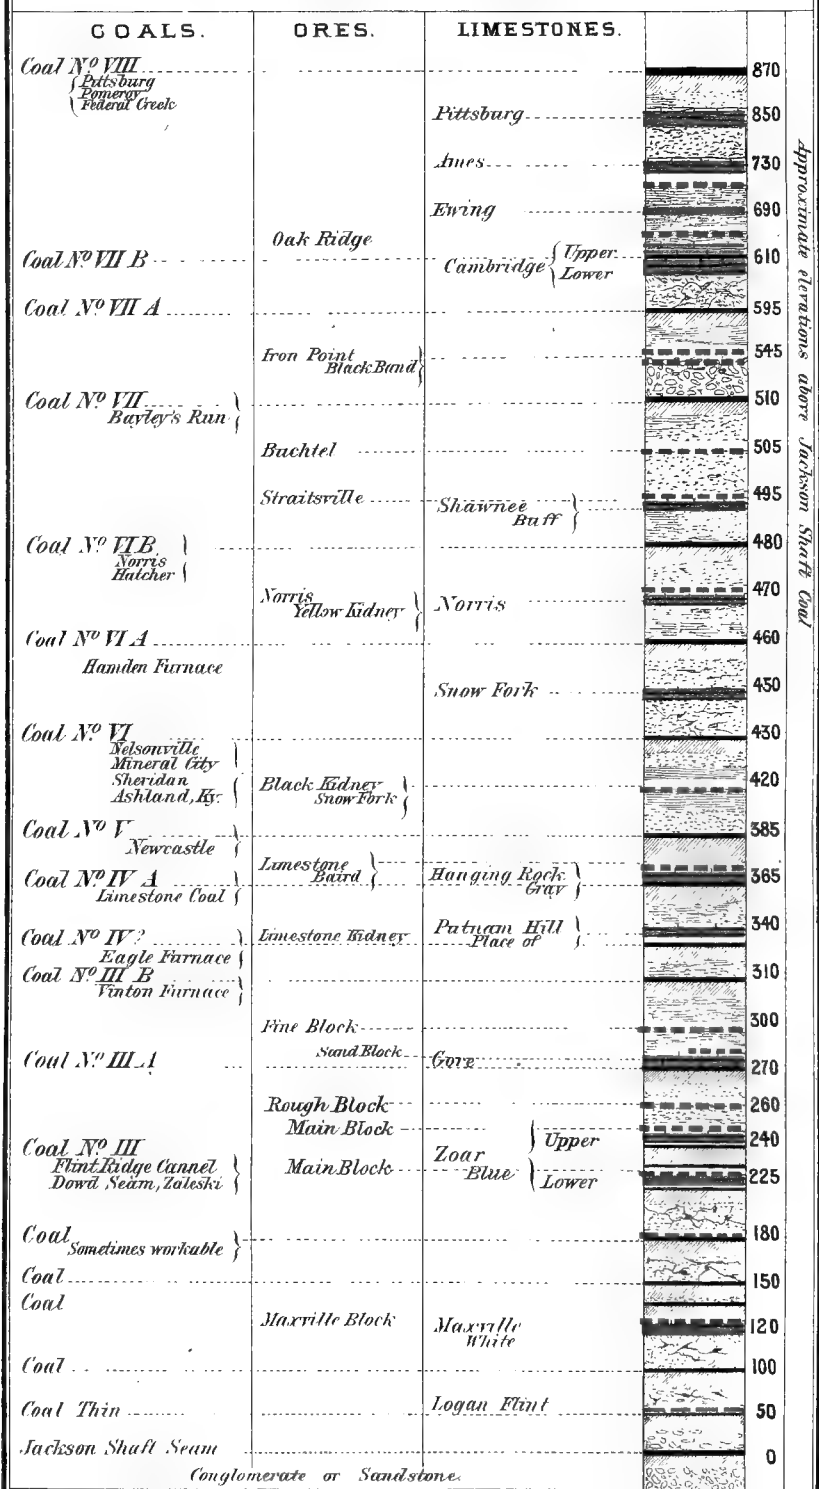 COALS. ORES. LIMESTONES.
Coal Nº VIII 870
Pittsburg
Pomeroy
Federal Creek
Pittsburg 850
Ames 730
Ewing 690
Oak Ridge
Coal Nº VII B Cambridge Upper 610
Lower
Coal Nº VII A 595
Iron Point 545
Black Band
Coal Nº VII 510
Bayley's Run
Buchtel 505
Straitsville Shawnee 495
Buff
Coal Nº VI B 480
Norris
Hatcher
Norris Norris 470
Yellow Kidney
Coal Nº VI A 460
Hamden Furnace
Snow Fork 450
Coal Nº VI 430
Nelsonville
Mineral City
Sheridan Black Kidney 420
Ashland, Ky. Snow Fork
Coal Nº V 385
Newcastle
Limestone
Baird
Coal Nº IV A Hanging Rock 365
Limestone Coal Gray
Coal Nº IV? Limestone Kidney Putnam Hill 340
Place of
Eagle Furnace
Coal Nº III B 310
Vinton Furnace
Fine Block 300
Sand Block
Coal Nº III A Gore 270
Rough Block 260
Main Block Upper 240
Coal Nº III Zoar
Flint Ridge Cannel Main Block Blue 225
Dowd Seam, Zaleski Lower
Coal 180
Sometimes workable
Coal 150
Coal
Maxville Block Maxville 120
White
Coal 100
Coal Thin Logan Flint 50
Jackson Shaft Seam 0
Conglomerate or Sandstone.
Approximate elevations above Jackson Shaft Coal